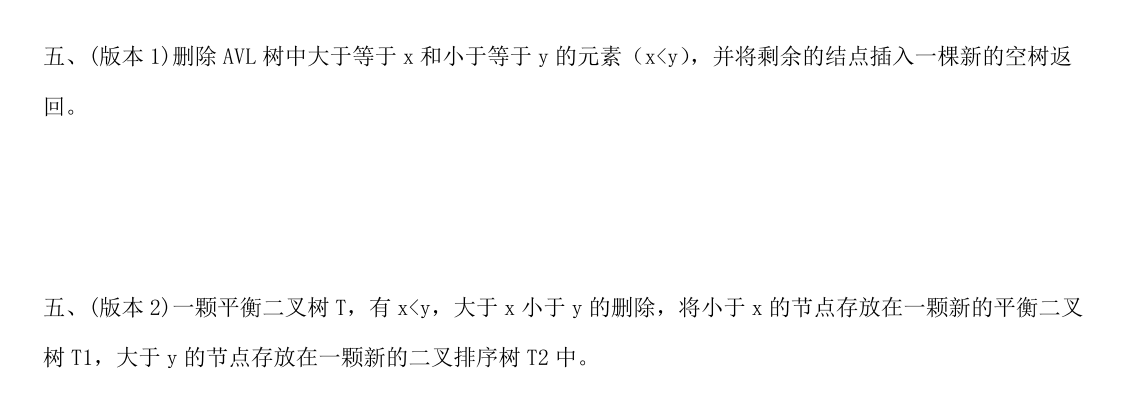 五、(版本 1)删除 AVL 树中大于等于 x 和小于等于 y 的元素（x<y），并将剩余的结点插入一棵新的空树返
回。
五、(版本 2)一颗平衡二叉树 T，有 x<y，大于 x 小于 y 的删除，将小于 x 的节点存放在一颗新的平衡二叉
树 T1，大于 y 的节点存放在一颗新的二叉排序树 T2 中。